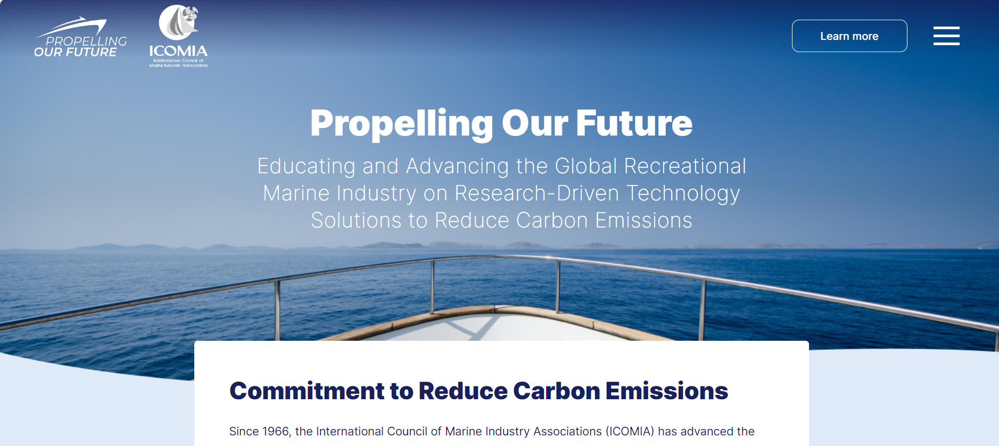 PROPELLING
OUR FUTURE
ICOMIA
INTERNATIONAL COUNCIL OF
MARINE INDUSTRY ASSOCIATIONS
Learn more
Propelling Our Future
Educating and Advancing the Global Recreational
Marine Industry on Research-Driven Technology
Solutions to Reduce Carbon Emissions
Commitment to Reduce Carbon Emissions
Since 1966, the International Council of Marine Industry Associations (ICOMIA) has advanced the